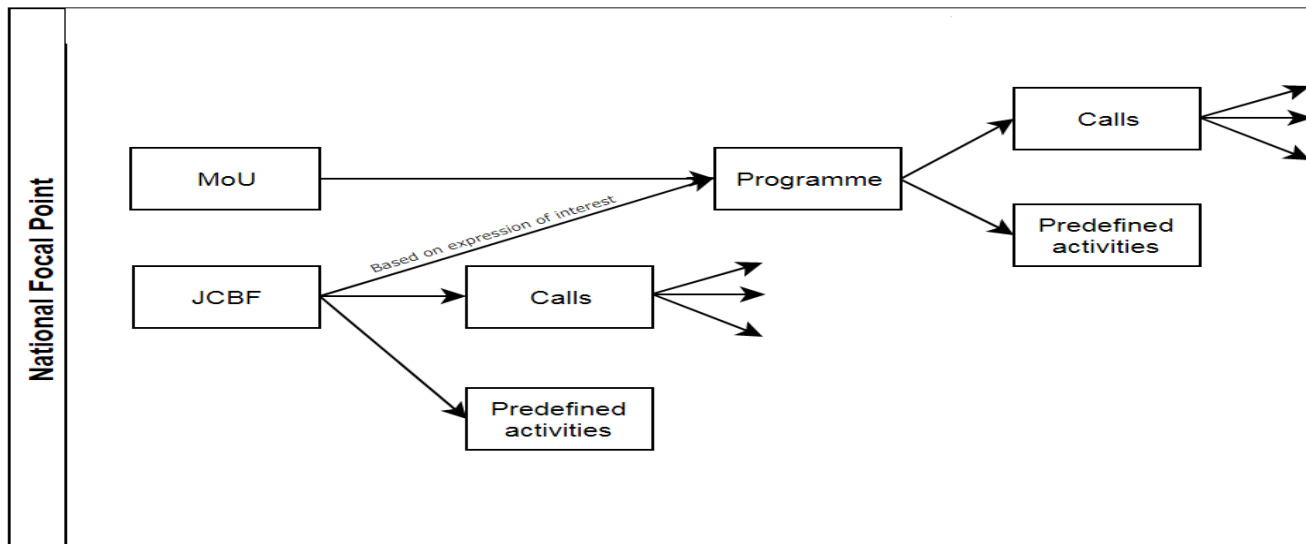 National Focal Point
MoU
JCBF
Based on expression of interest
Calls
Predefined
activities
Programme
Calls
Predefined
activities